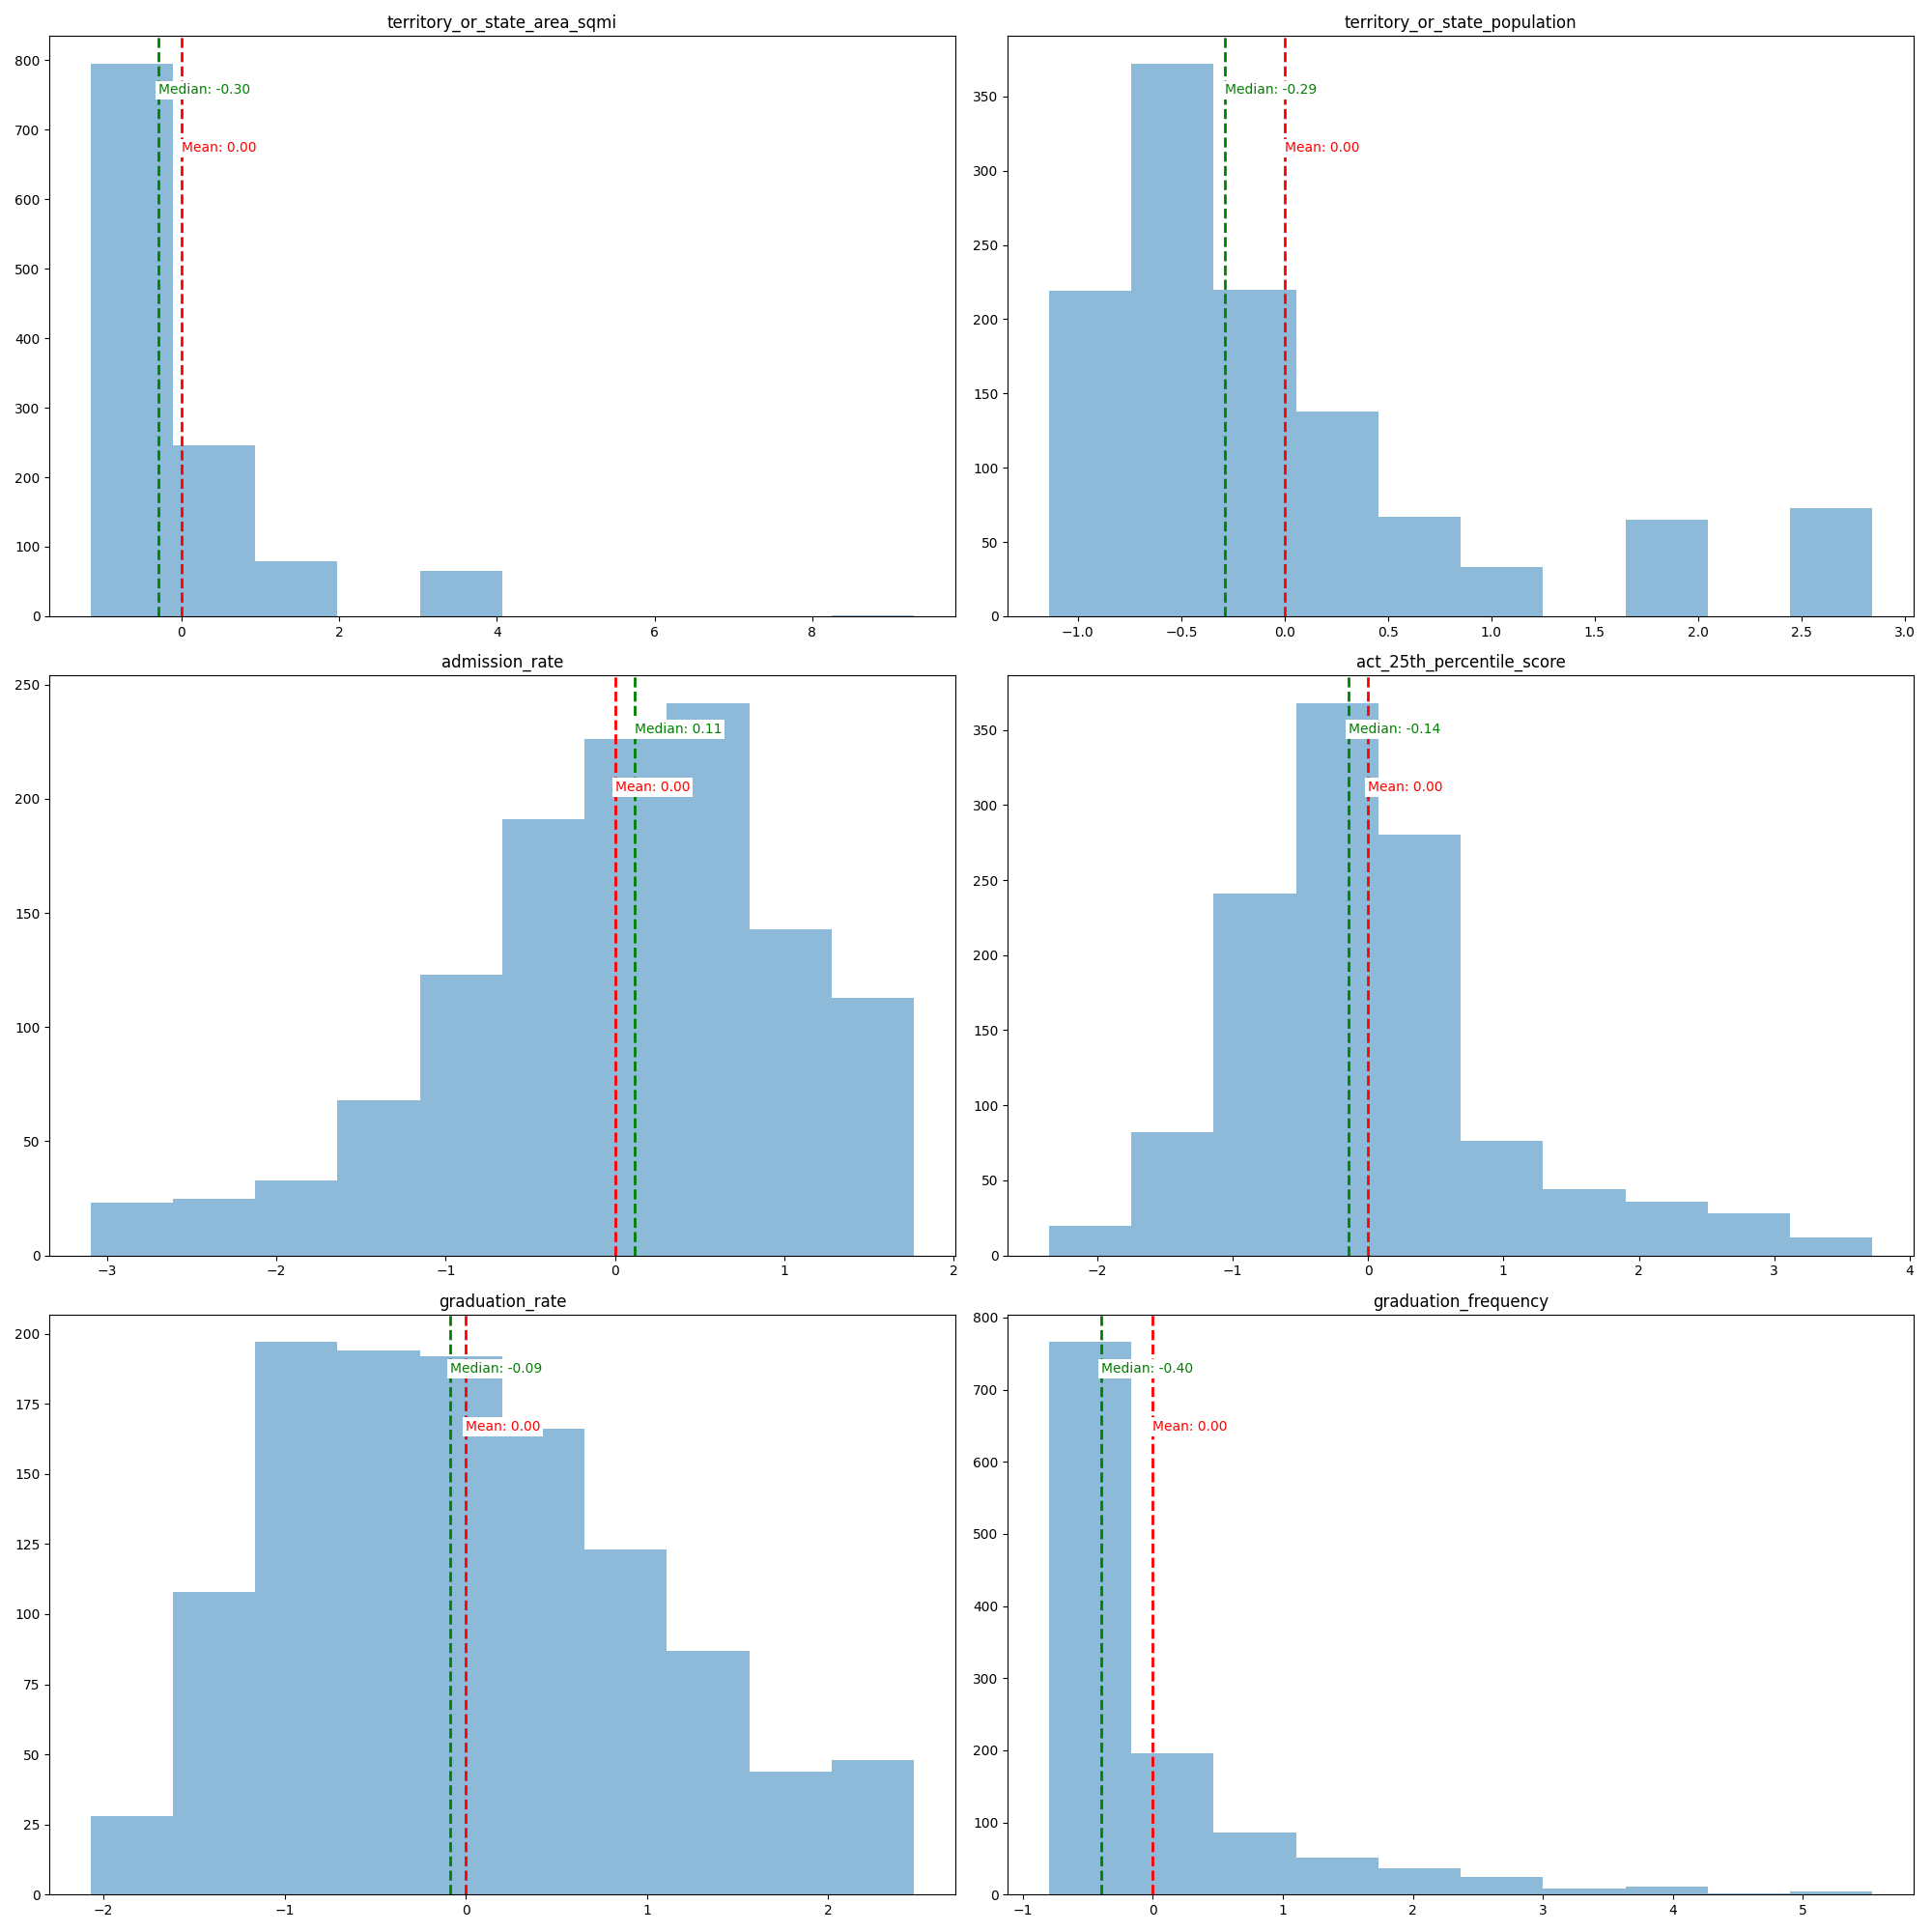 territory_or_state_area_sqmi
800
700
600
500
400
300
200
100
0
Median: -0.30
Mean: 0.00
0 2 4 6 8
territory_or_state_population
350
300
250
200
150
100
50
0
Median: -0.29
Mean: 0.00
−1.0 −0.5 0.0 0.5 1.0 1.5 2.0 2.5 3.0
admission_rate
250
200
150
100
50
0
Median: 0.11
Mean: 0.00
−3 −2 −1 0 1 2
act_25th_percentile_score
350
300
250
200
150
100
50
0
Median: -0.14
Mean: 0.00
−2 −1 0 1 2 3 4
graduation_rate
200
175
150
125
100
75
50
25
0
Median: -0.09
Mean: 0.00
−2 −1 0 1 2
graduation_frequency
800
700
600
500
400
300
200
100
0
Median: -0.40
Mean: 0.00
−1 0 1 2 3 4 5